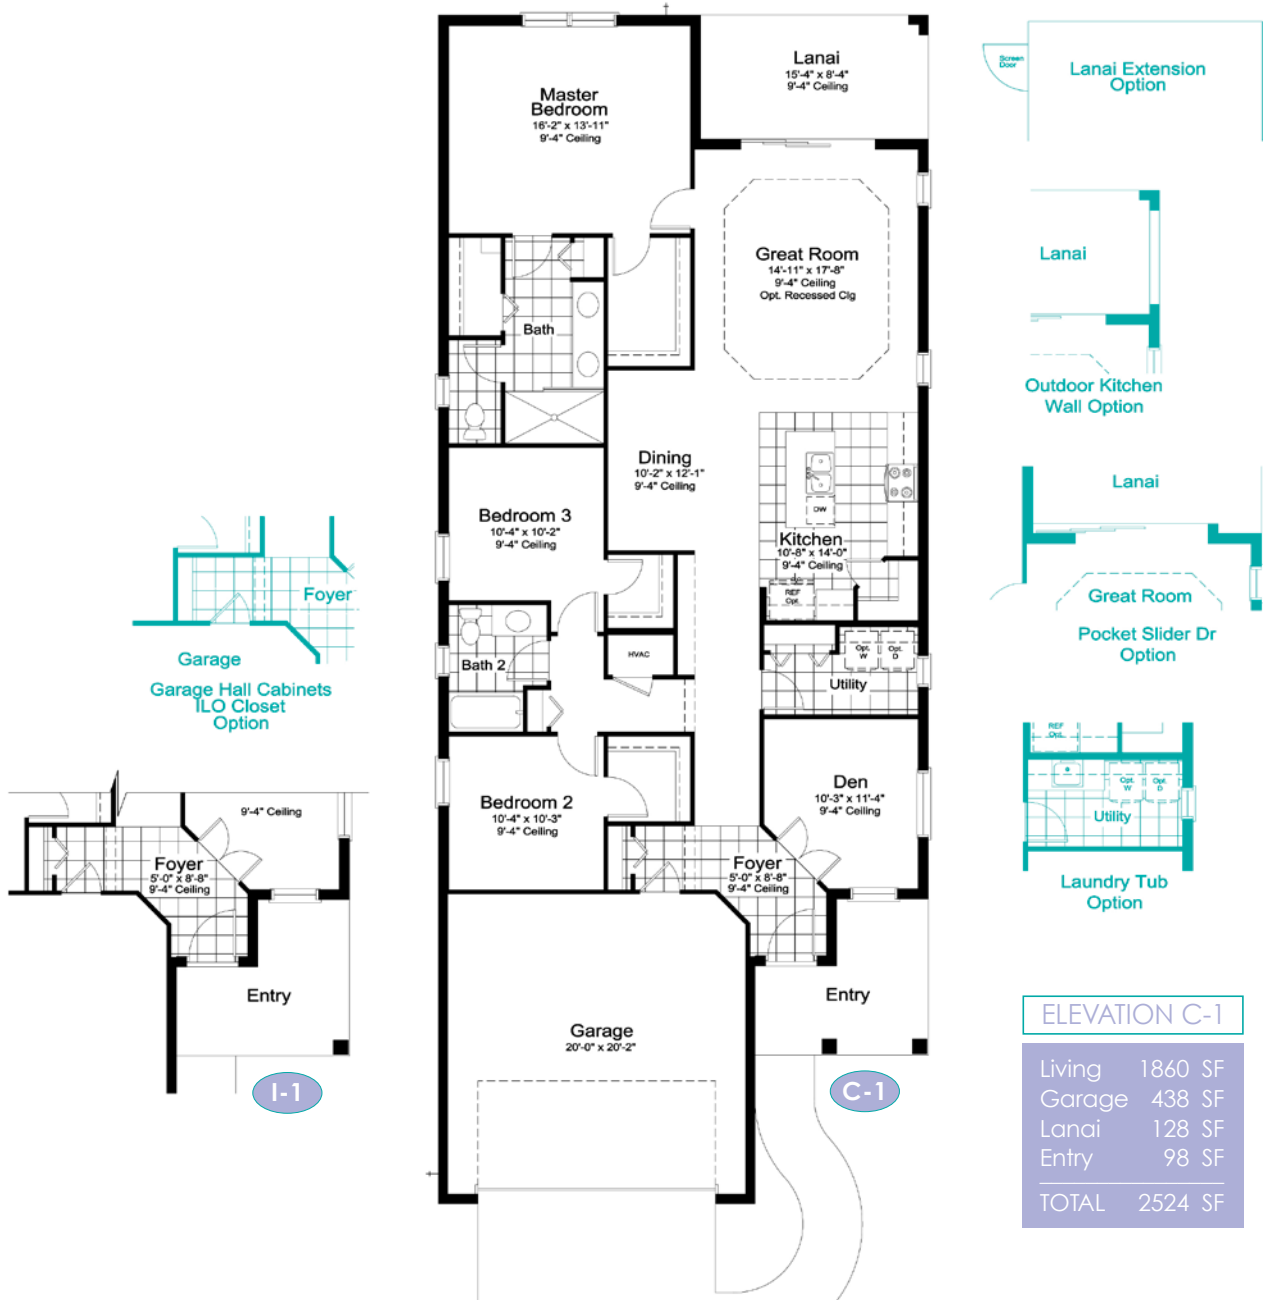 Lanai
15'-4" x 8'-4"
9'-4" Ceiling
Master
Bedroom
16'-2" x 13'-11"
9'-4" Ceiling
Great Room
14'-11" x 17'-8"
9'-4" Ceiling
Opt. Recessed Clg
Bath
Dining
10'-2" x 12'-1"
9'-4" Ceiling
DW
Kitchen
10'-8" x 14'-0"
9'-4" Ceiling
REF
Opt.
Bedroom 3
10'-4" x 10'-2"
9'-4" Ceiling
Bath 2
HVAC
Opt.
W
Opt.
D
Utility
Bedroom 2
10'-4" x 10'-3"
9'-4" Ceiling
Den
10'-3" x 11'-4"
9'-4" Ceiling
Foyer
5'-0" x 8'-8"
9'-4" Ceiling
Entry
Garage
20'-0" x 20'-2"
C-1
Foyer
Garage
Garage Hall Cabinets
ILO Closet
Option
9'-4" Ceiling
Foyer
5'-0" x 8'-8"
9'-4" Ceiling
Entry
I-1
Screen
Door
Lanai Extension
Option
Lanai
Outdoor Kitchen
Wall Option
Lanai
Great Room
Pocket Slider Dr
Option
REF
Opt.
Opt.
W
Opt.
D
Utility
Laundry Tub
Option
ELEVATION C-1
Living 1860 SF
Garage 438 SF
Lanai 128 SF
Entry 98 SF
TOTAL 2524 SF